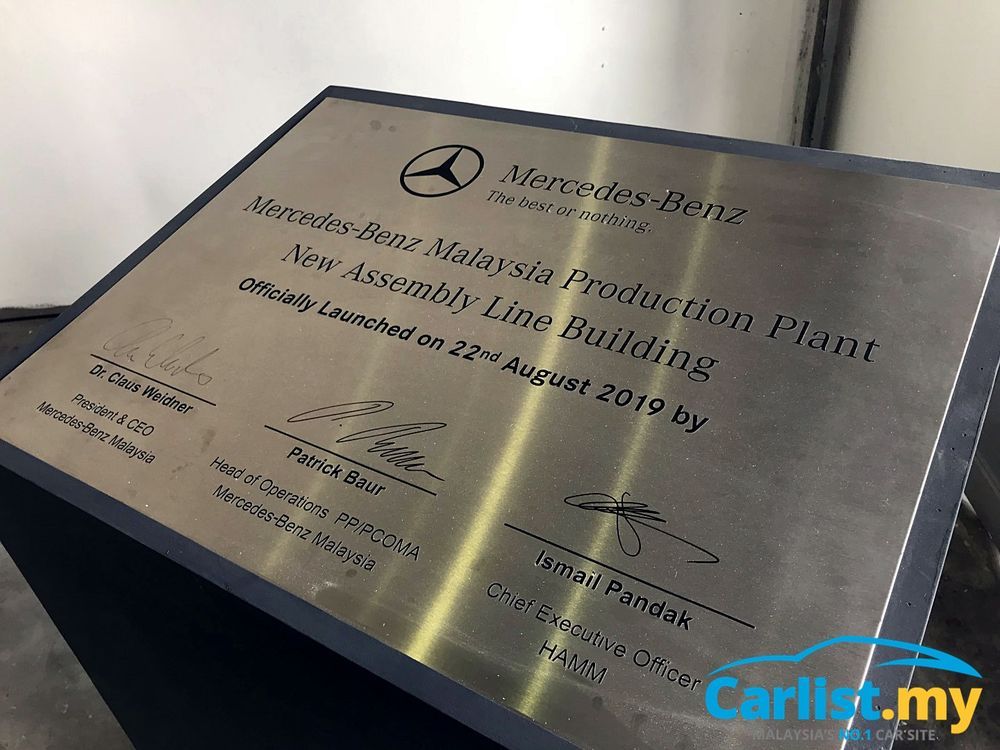 Mercedes-Benz
The best or nothing.
Mercedes-Benz Malaysia Production Plant
New Assembly Line Building
Officially Launched on 22nd August 2019 by
Dr. Claus Weidner
President & CEO
Mercedes-Benz Malaysia
Patrick Baur
Head of Operations PP/PCOMA
Mercedes-Benz Malaysia
Ismail Pandak
Chief Executive Officer
HAMM
Carlist.my
MALAYSIA'S NO.1 CAR SITE.